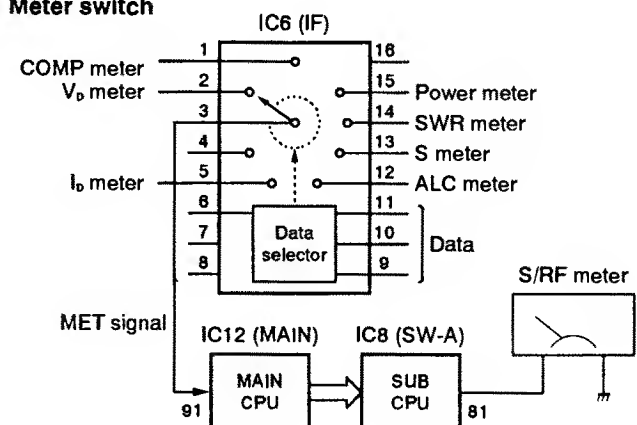 Meter switch
IC6 (IF)
COMP meter 1
V_D meter 2
3
4
I_D meter 5
6
7
8
16
15 Power meter
14 SWR meter
13 S meter
12 ALC meter
11
10
9
Data
Data
selector
S/RF meter
MET signal
IC12 (MAIN)
IC8 (SW-A)
MAIN
CPU
SUB
CPU
91
81